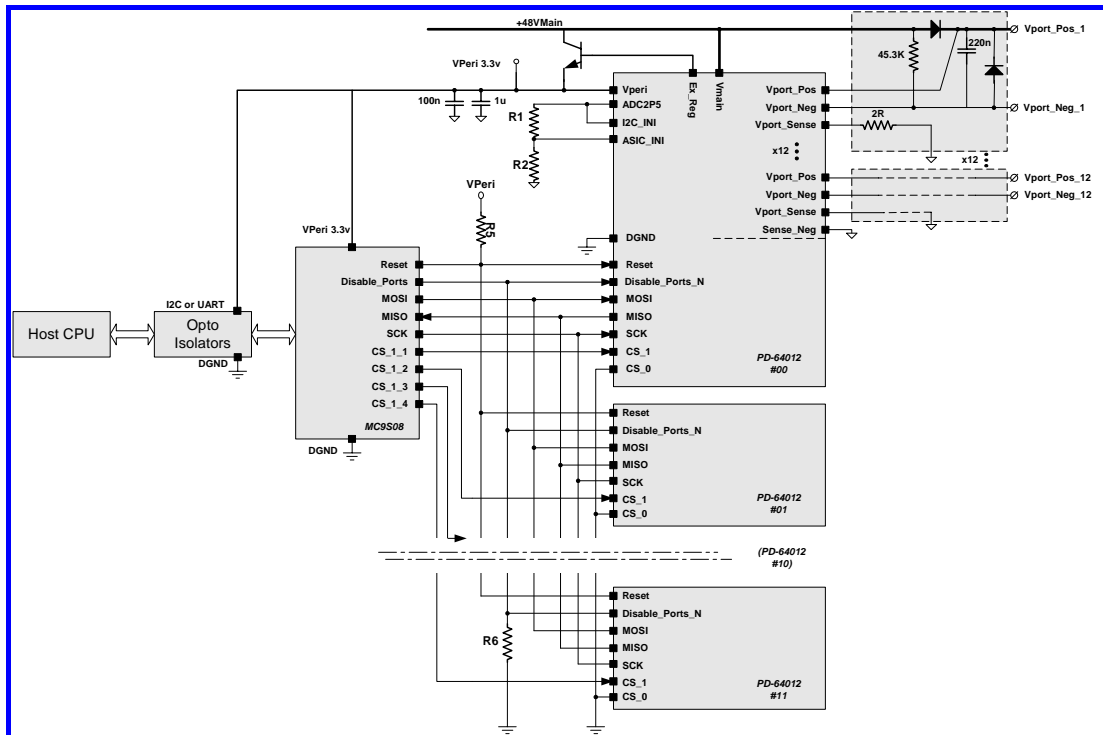 +48VMain
Vport_Pos_1
45.3K
220n
VPeri 3.3v
Ex_Reg
Vmain
100n
1u
Vperi
ADC2P5
I2C_INI
ASIC_INI
R1
R2
Vport_Pos
Vport_Neg
Vport_Neg_1
Vport_Sense
2R
x12
x12
Vport_Pos
Vport_Pos_12
Vport_Neg
Vport_Neg_12
Vport_Sense
Sense_Neg
VPeri
R5
DGND
VPeri 3.3v
Reset
Disable_Ports
MOSI
MISO
SCK
CS_1_1
CS_1_2
CS_1_3
CS_1_4
MC9S08
DGND
Reset
Disable_Ports_N
MOSI
MISO
SCK
CS_1
CS_0
PD-64012
#00
Host CPU
I2C or UART
Opto
Isolators
DGND
Reset
Disable_Ports_N
MOSI
MISO
SCK
CS_1
CS_0
PD-64012
#01
(PD-64012
#10)
R6
Reset
Disable_Ports_N
MOSI
MISO
SCK
CS_1
CS_0
PD-64012
#11